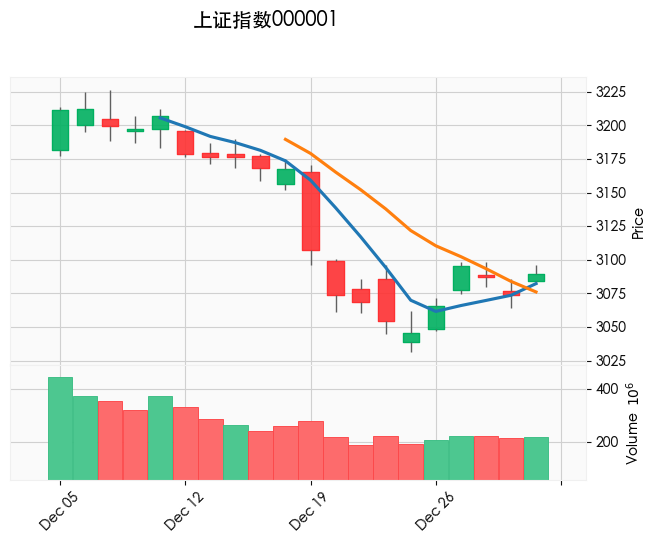 上证指数000001
3225
3200
3175
3150
3125
3100
3075
3050
3025
Price
400
200
Volume 10⁶
Dec 05
Dec 12
Dec 19
Dec 26